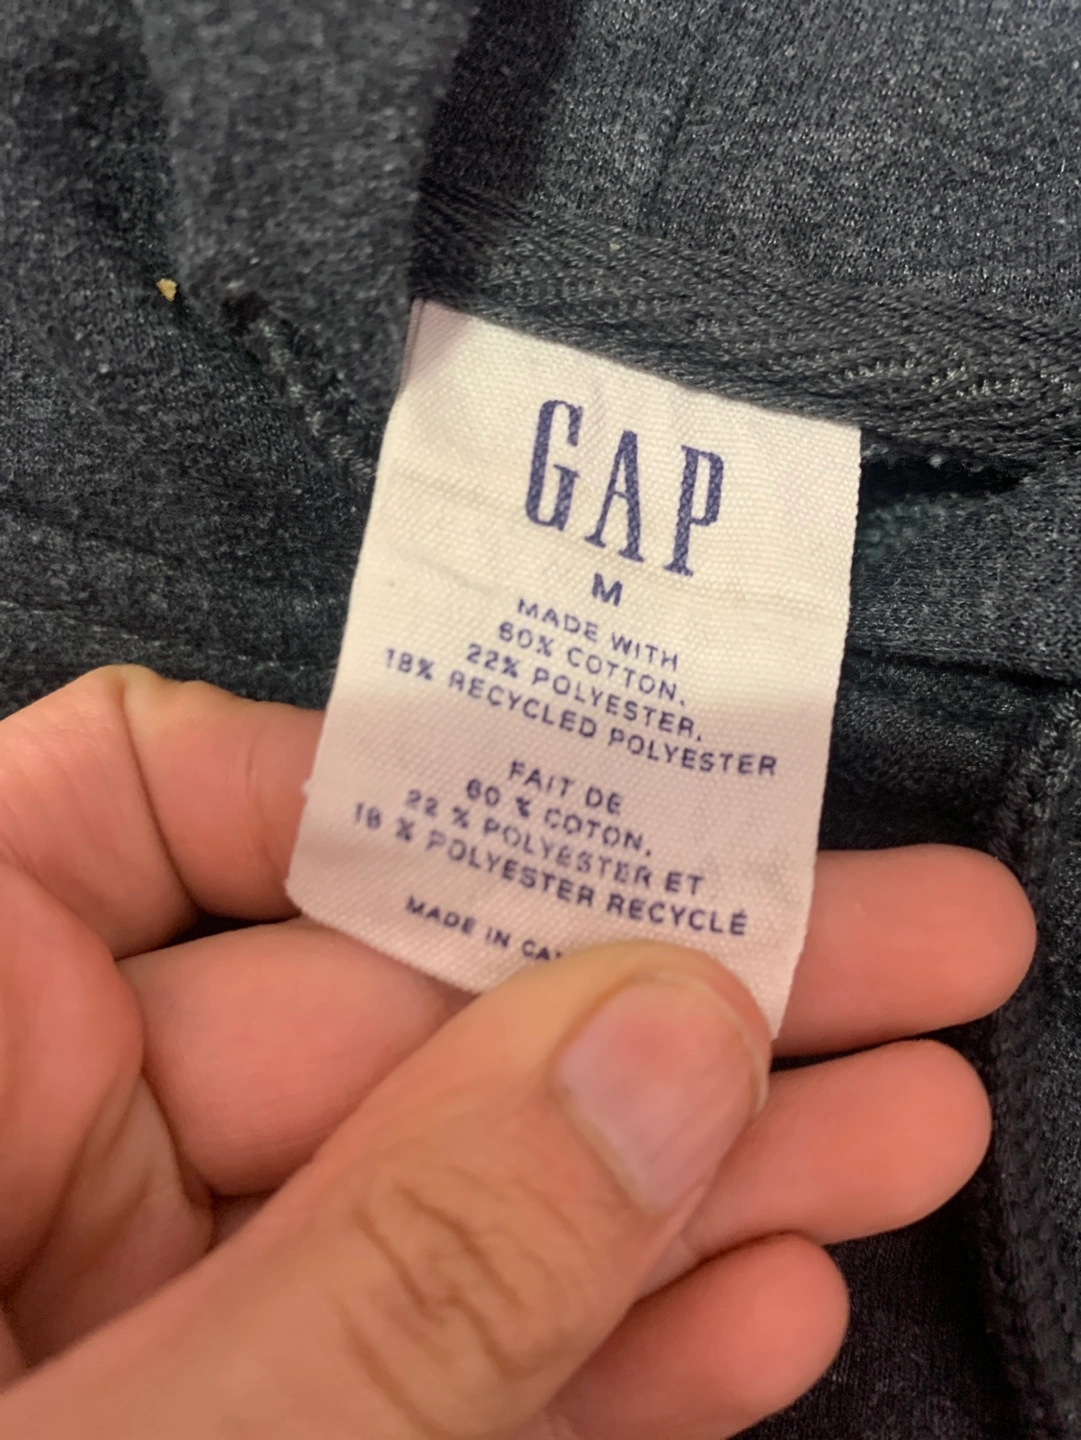 GAP
M
MADE WITH
60% COTTON,
22% POLYESTER,
18% RECYCLED POLYESTER
FAIT DE
60 % COTON,
22 % POLYESTER ET
18 % POLYESTER RECYCLÉ
MADE IN